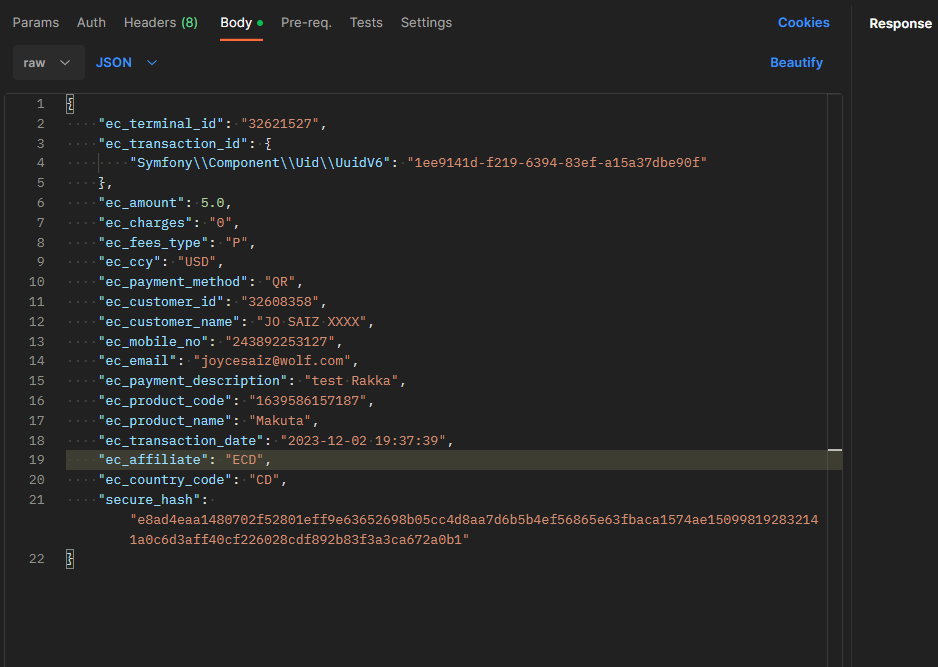 Params Auth Headers (8) Body Pre-req. Tests Settings Cookies Response
raw JSON Beautify
1 {
2 "ec_terminal_id": "32621527",
3 "ec_transaction_id": {
4 "Symfony\\Component\\Uid\\UuidV6": "1ee9141d-f219-6394-83ef-a15a37dbe90f"
5 },
6 "ec_amount": 5.0,
7 "ec_charges": "0",
8 "ec_fees_type": "P",
9 "ec_ccy": "USD",
10 "ec_payment_method": "QR",
11 "ec_customer_id": "32608358",
12 "ec_customer_name": "JO SAIZ XXXX",
13 "ec_mobile_no": "243892253127",
14 "ec_email": "joycesaiz@wolf.com",
15 "ec_payment_description": "test Rakka",
16 "ec_product_code": "1639586157187",
17 "ec_product_name": "Makuta",
18 "ec_transaction_date": "2023-12-02 19:37:39",
19 "ec_affiliate": "ECD",
20 "ec_country_code": "CD",
21 "secure_hash":
"e8ad4eaa1480702f52801eff9e63652698b05cc4d8aa7d6b5b4ef56865e63fbaca1574ae15099819283214
1a0c6d3aff40cf226028cdf892b83f3a3ca672a0b1"
22 }